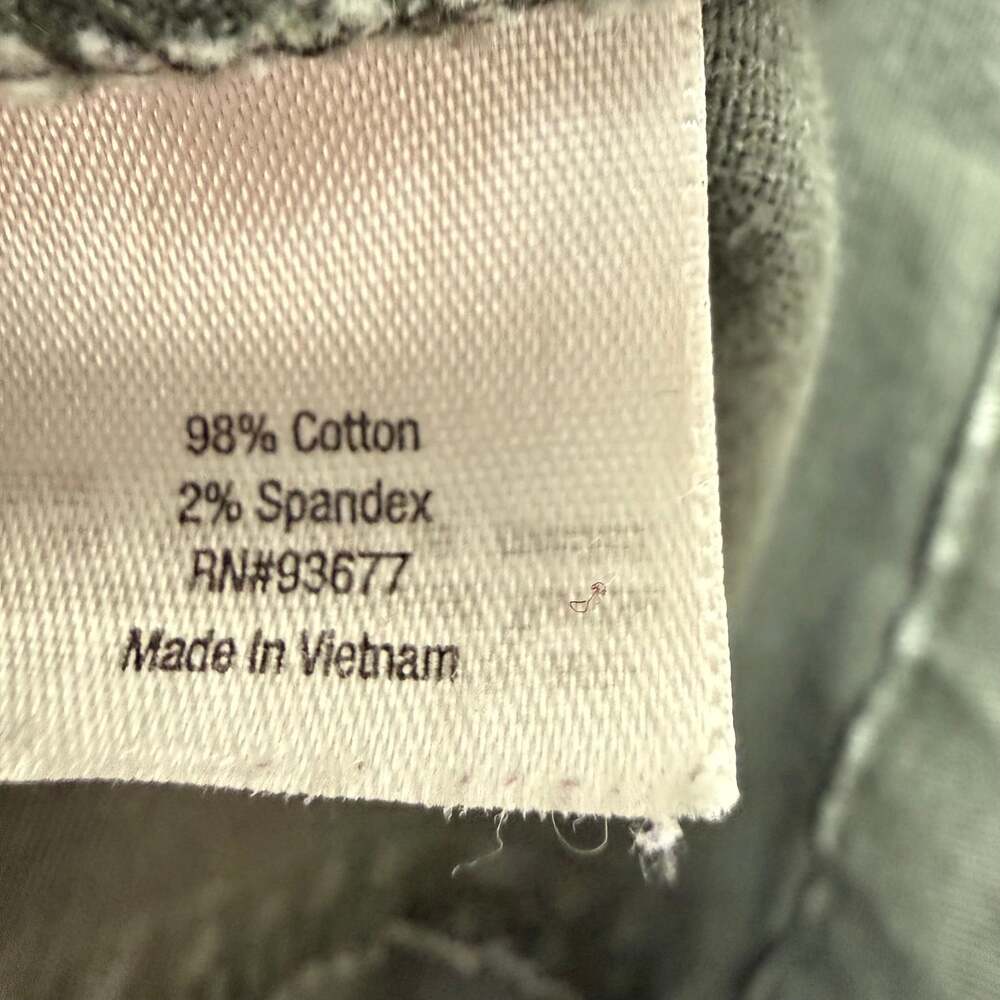 98% Cotton
2% Spandex
RN#93677
Made In Vietnam